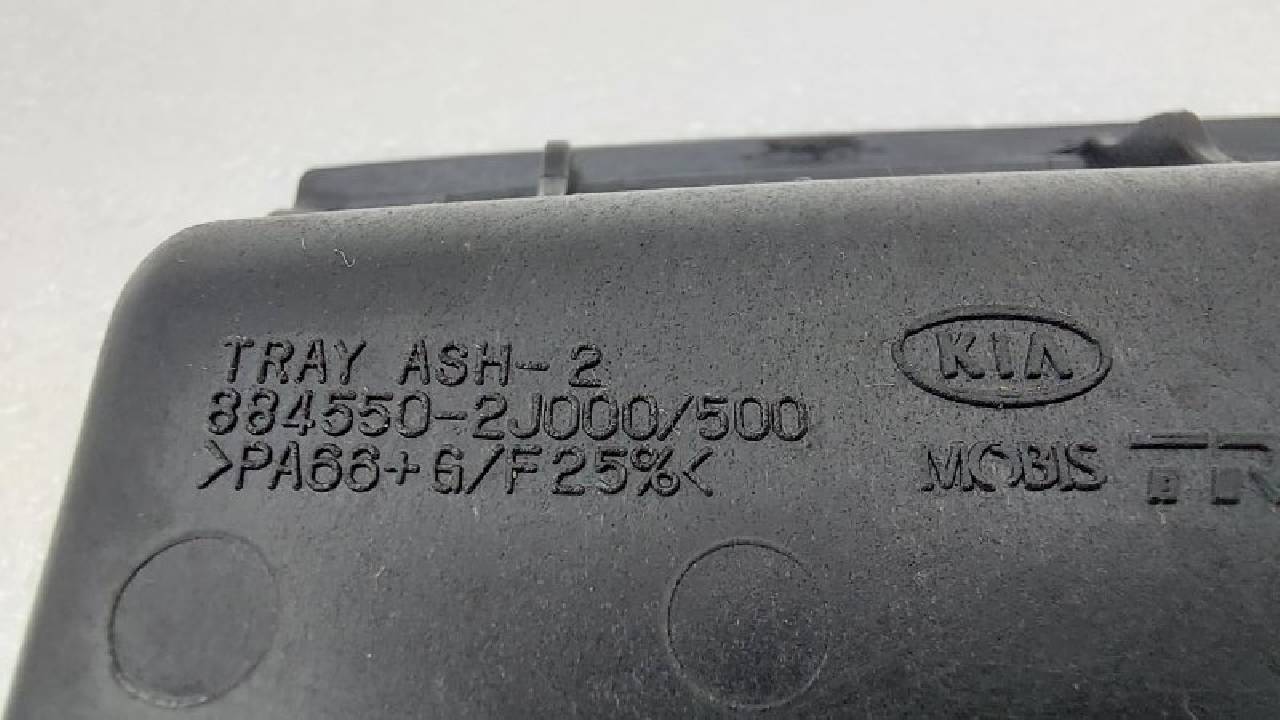 TRAY ASH-2
884550-2J000/500
>PA66+G/F25%<
KIA
MOBIS